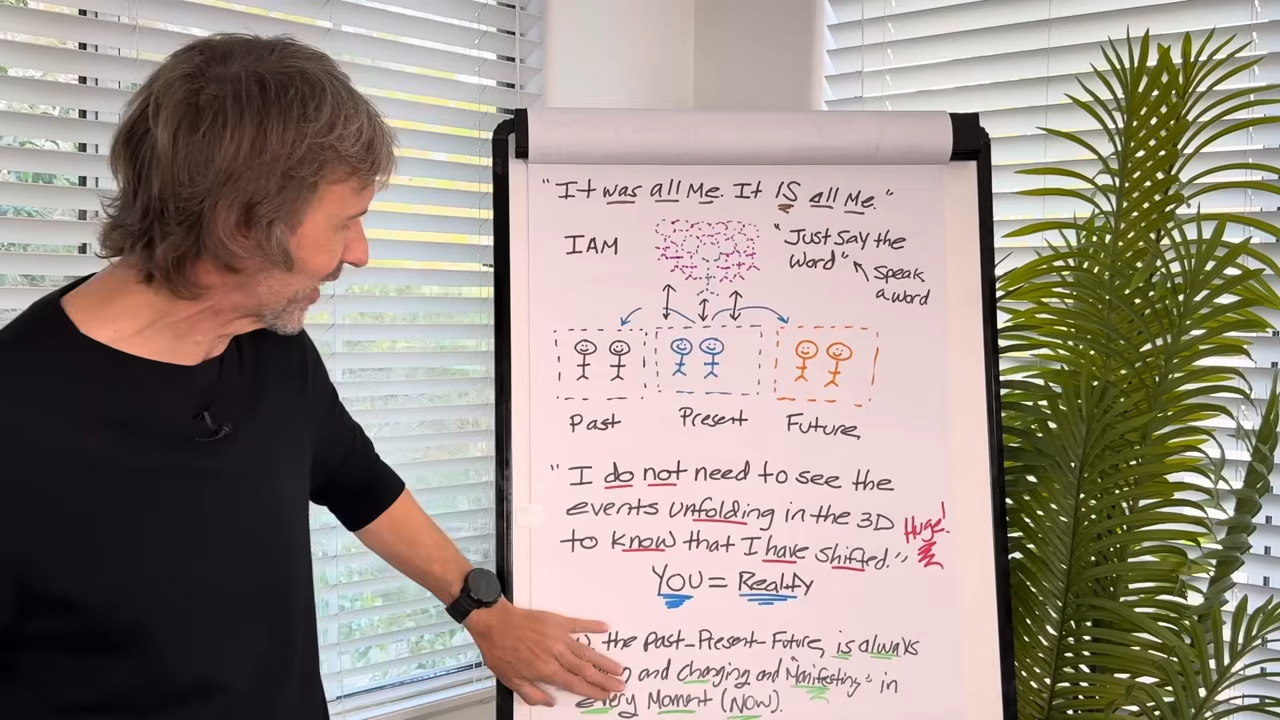 "It was all Me. It IS all Me."
I AM
"Just Say the
Word"
Speak
a word
Past
Present
Future
"I do not need to see the
events unfolding in the 3D
to know that I have shifted."
Huge!
YOU = Reality
the Past-Present-Future, is always
and Changing and "Manifesting" in
every Moment (NOW).